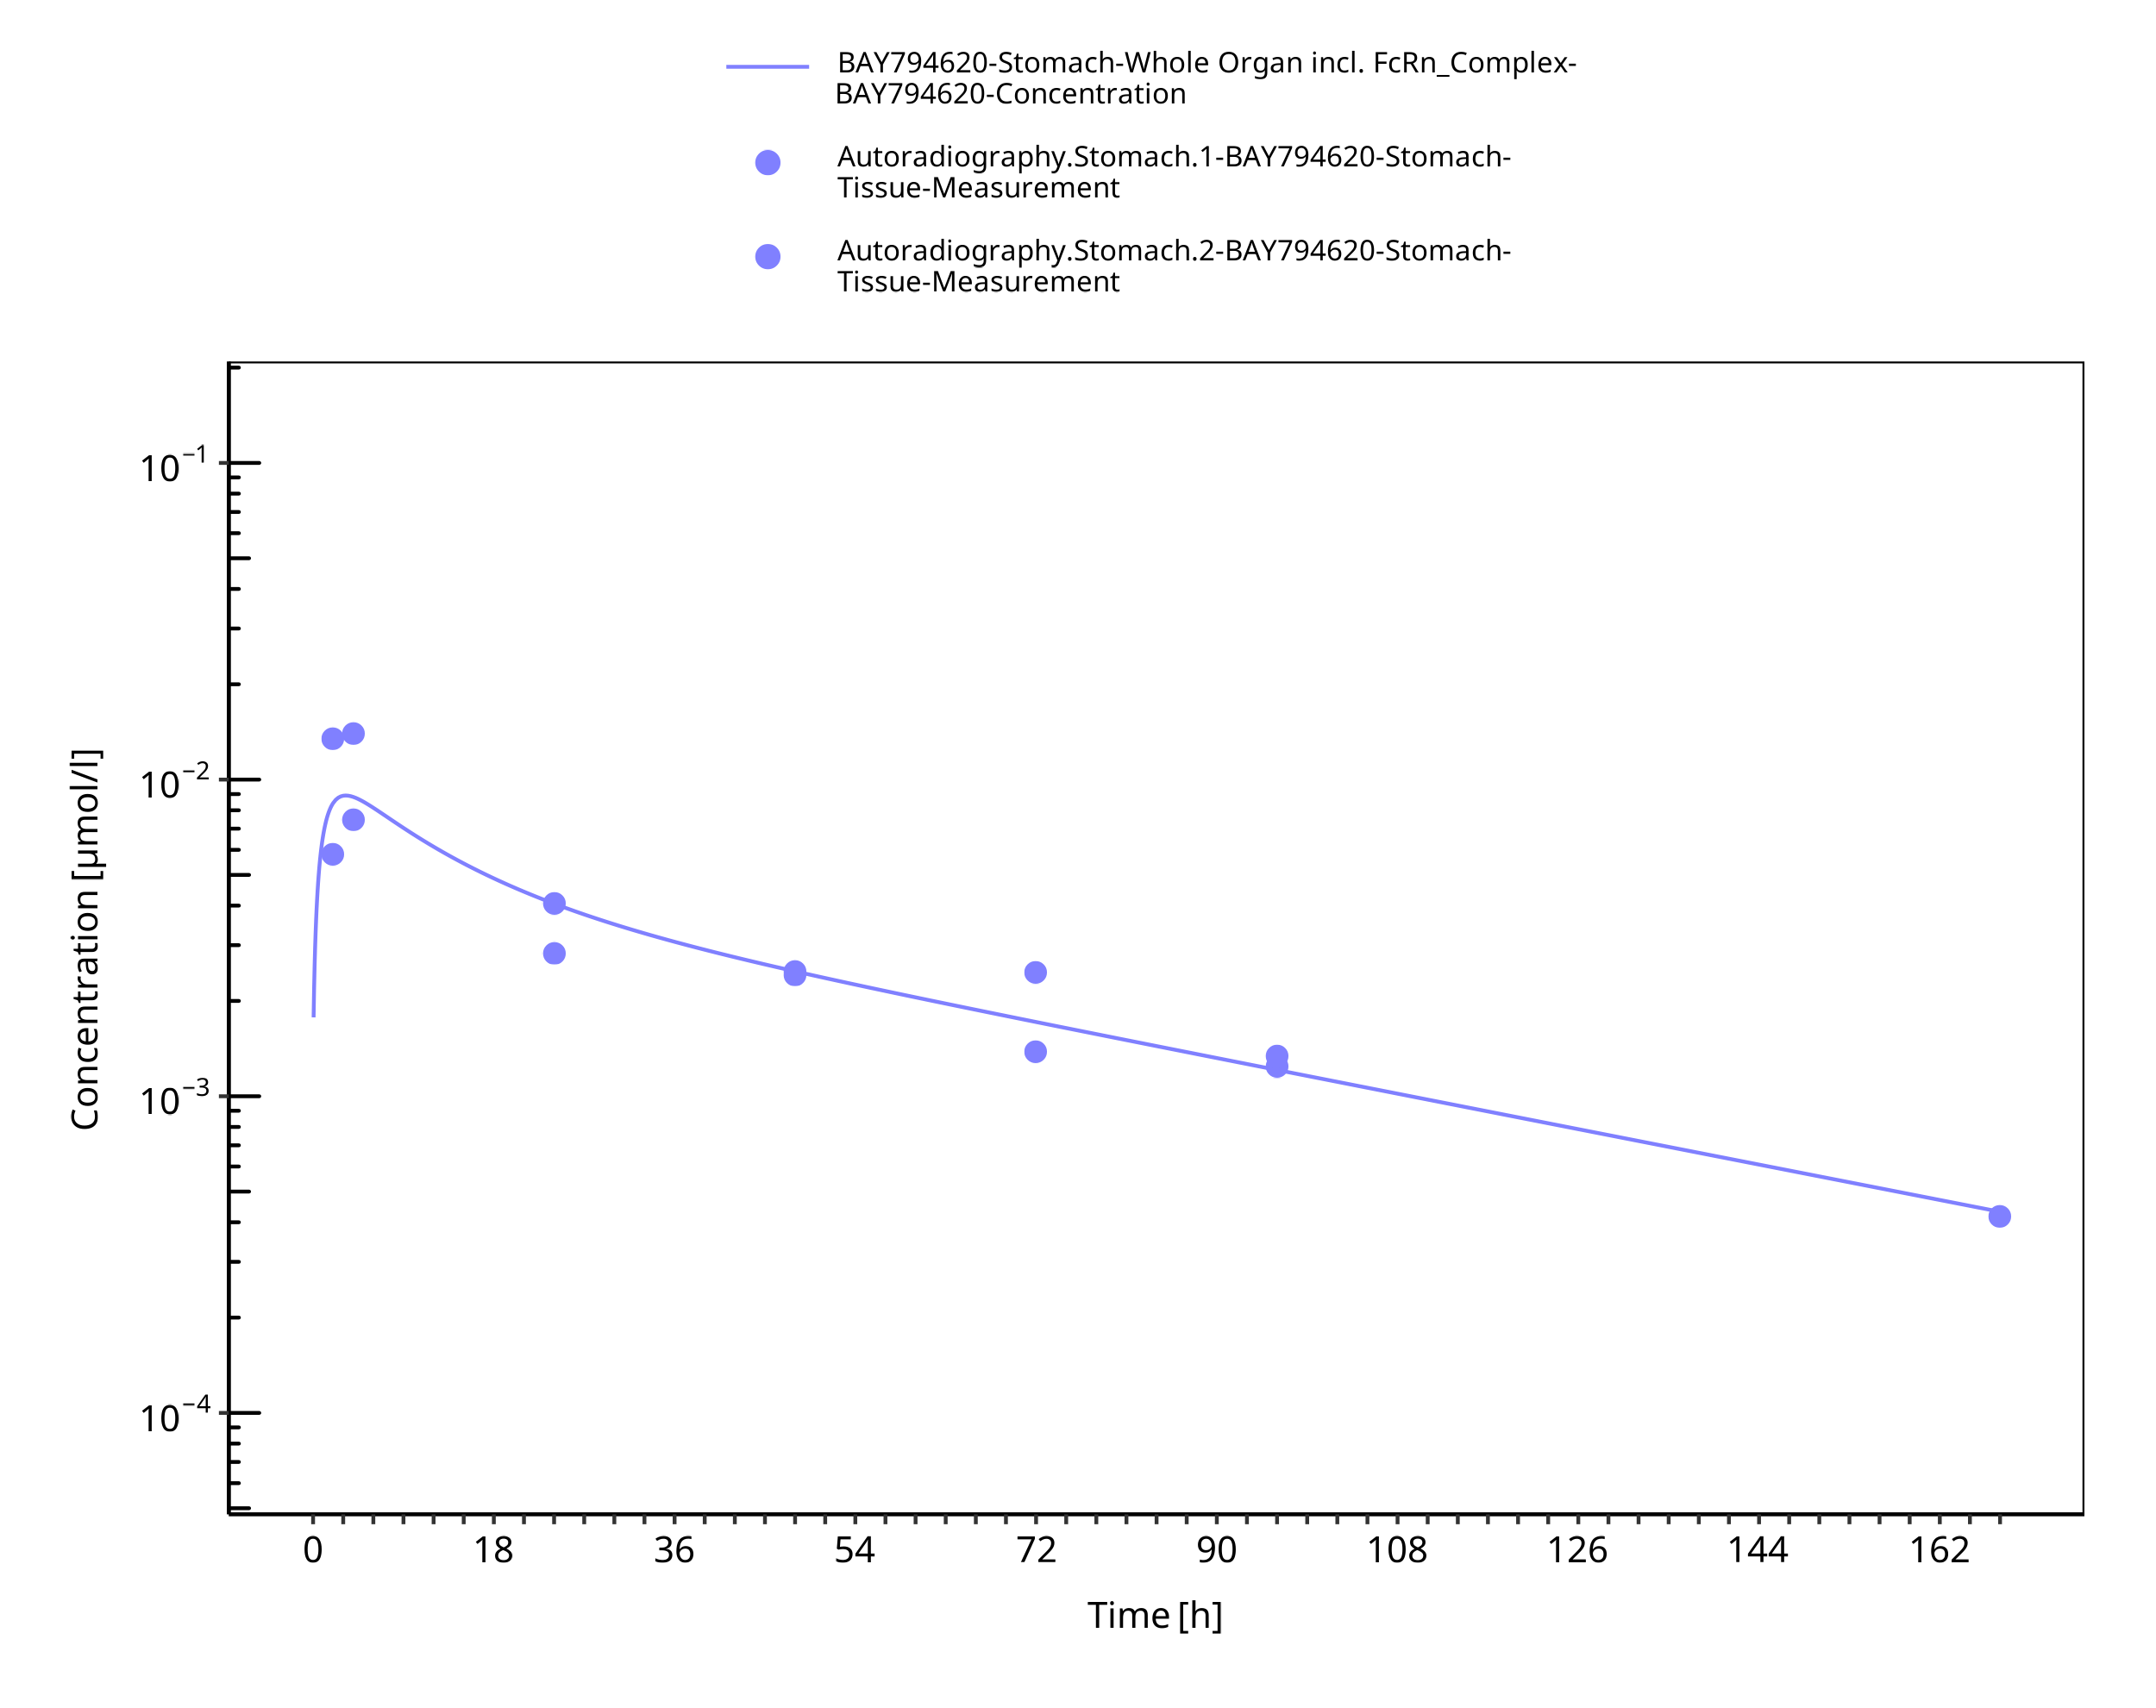 BAY794620-Stomach-Whole Organ incl. FcRn_Complex-
BAY794620-Concentration
Autoradiography.Stomach.1-BAY794620-Stomach-
Tissue-Measurement
Autoradiography.Stomach.2-BAY794620-Stomach-
Tissue-Measurement
Concentration [µmol/l]
10⁻¹
10⁻²
10⁻³
10⁻⁴
0 18 36 54 72 90 108 126 144 162
Time [h]